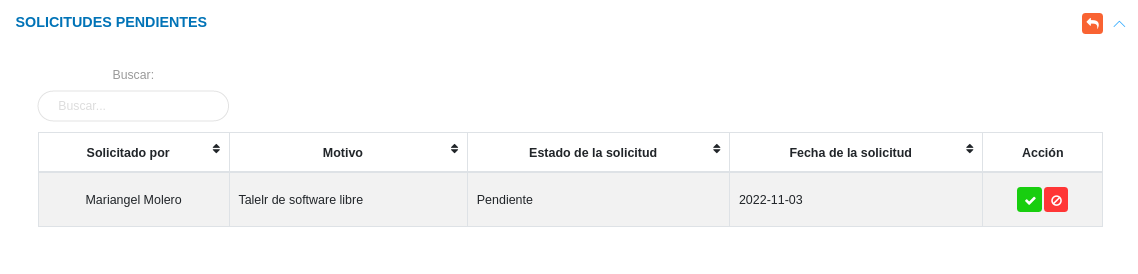 SOLICITUDES PENDIENTES
Buscar:
Buscar...
Solicitado por Motivo Estado de la solicitud Fecha de la solicitud Acción
Mariangel Molero Talelr de software libre Pendiente 2022-11-03